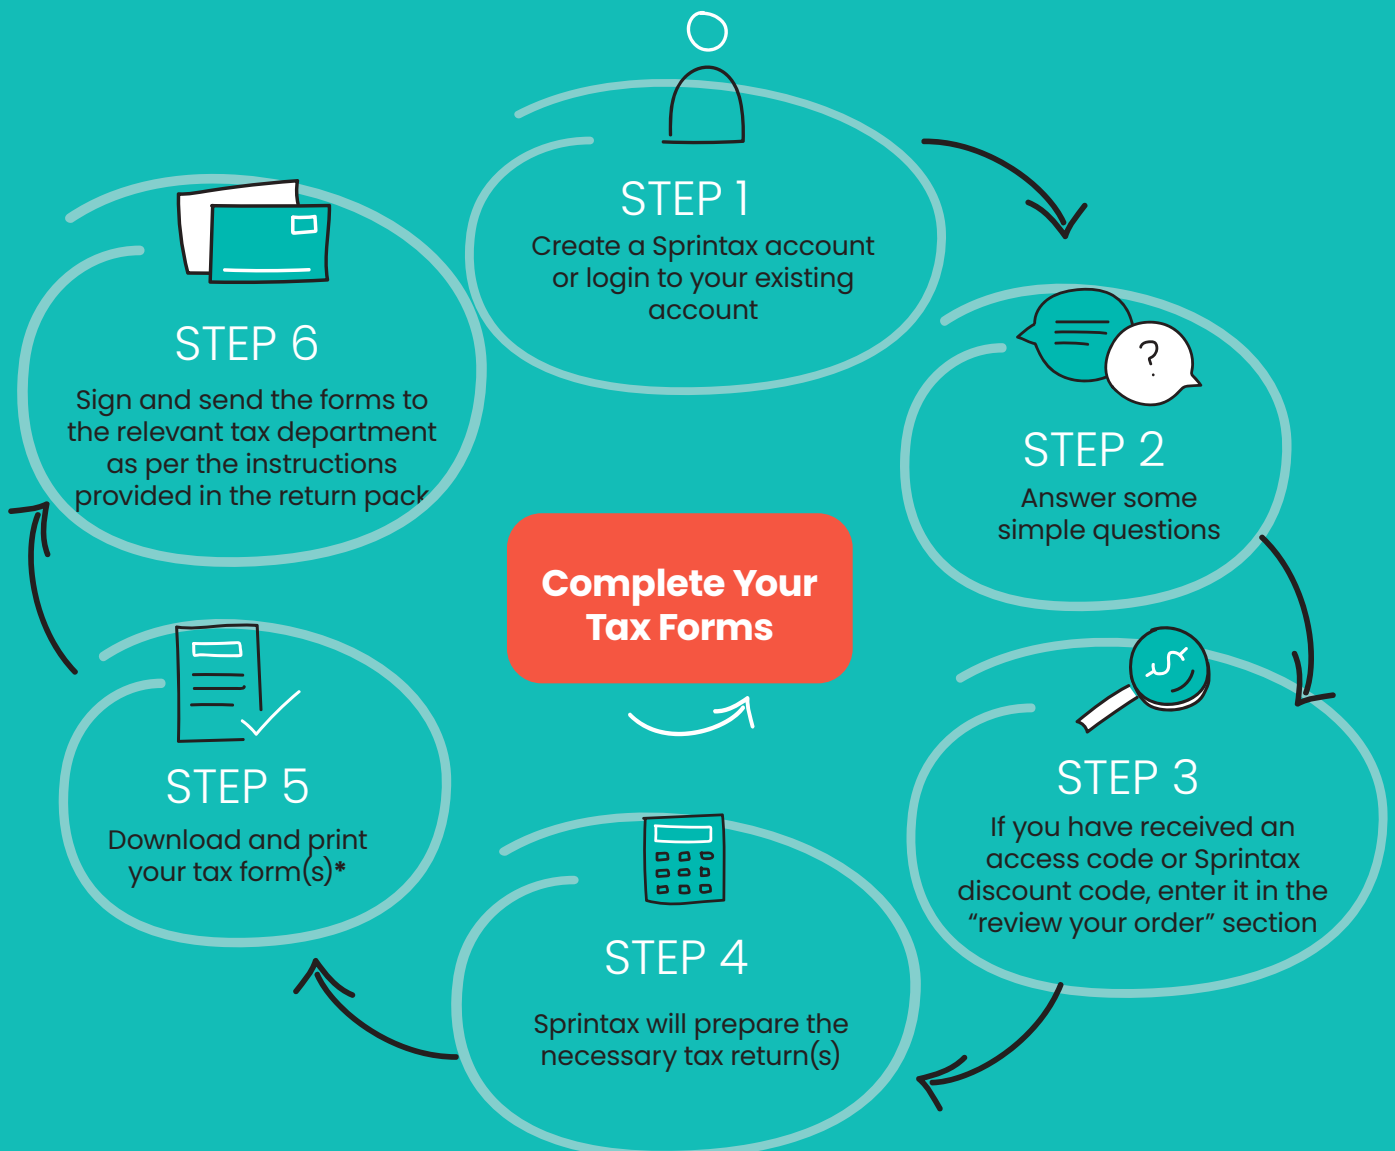 STEP 1
Create a Sprintax account
or login to your existing
account
STEP 2
?
Answer some
simple questions
STEP 3
If you have received an
access code or Sprintax
discount code, enter it in the
“review your order” section
STEP 4
Sprintax will prepare the
necessary tax return(s)
STEP 5
Download and print
your tax form(s)*
STEP 6
Sign and send the forms to
the relevant tax department
as per the instructions
provided in the return pack
Complete Your
Tax Forms